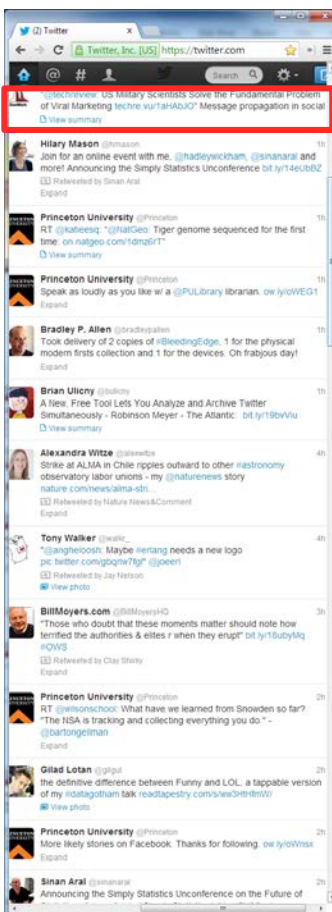 (2) Twitter
Twitter, Inc. [US] https://twitter.com
Search
"@techreview: US Military Scientists Solve the Fundamental Problem
of Viral Marketing techre.vu/1aHAbJO" Message propagation in social
View summary
Hilary Mason @hmason 1h
Join for an online event with me, @hadleywickham, @sinanaral and
more! Announcing the Simply Statistics Unconference bit.ly/14eUbBZ
Retweeted by Sinan Aral
Expand
Princeton University @Princeton 1h
RT @katieesq: "@NatGeo: Tiger genome sequenced for the first
time: on.natgeo.com/1dmz6rT"
View summary
Princeton University @Princeton 1h
Speak as loudly as you like w/ a @PULibrary librarian. ow.ly/oWEG1
Expand
Bradley P. Allen @bradleypallen 1h
Took delivery of 2 copies of #BleedingEdge, 1 for the physical
modern firsts collection and 1 for the devices. Oh frabjous day!
Expand
Brian Ulicny @bulicny 1h
A New, Free Tool Lets You Analyze and Archive Twitter
Simultaneously - Robinson Meyer - The Atlantic: bit.ly/19bvViu
View summary
Alexandra Witze @alexwitze 4h
Strike at ALMA in Chile ripples outward to other #astronomy
observatory labor unions - my @naturenews story
nature.com/news/alma-stri...
Retweeted by Nature News&Comment
Expand
Tony Walker @walkr_ 4h
"@angheloosh: Maybe #erlang needs a new logo
pic.twitter.com/gbqriw7fgf" @joeerl
Retweeted by Jay Nelson
View photo
BillMoyers.com @BillMoyersHQ 3h
"Those who doubt that these moments matter should note how
terrified the authorities & elites r when they erupt" bit.ly/16ubyMq
#OWS
Retweeted by Clay Shirky
Expand
Princeton University @Princeton 2h
RT @wilsonschool: What have we learned from Snowden so far?
"The NSA is tracking and collecting everything you do." -
@bartongellman
Expand
Gilad Lotan @gilgul 2h
the definitive difference between Funny and LOL, a tappable version
of my #datagotham talk readtapestry.com/s/ww3HtHfmW/
View photo
Princeton University @Princeton 2h
More likely stories on Facebook. Thanks for following. ow.ly/oWnsx
Expand
Sinan Aral @sinanaral 2h
Announcing the Simply Statistics Unconference on the Future of